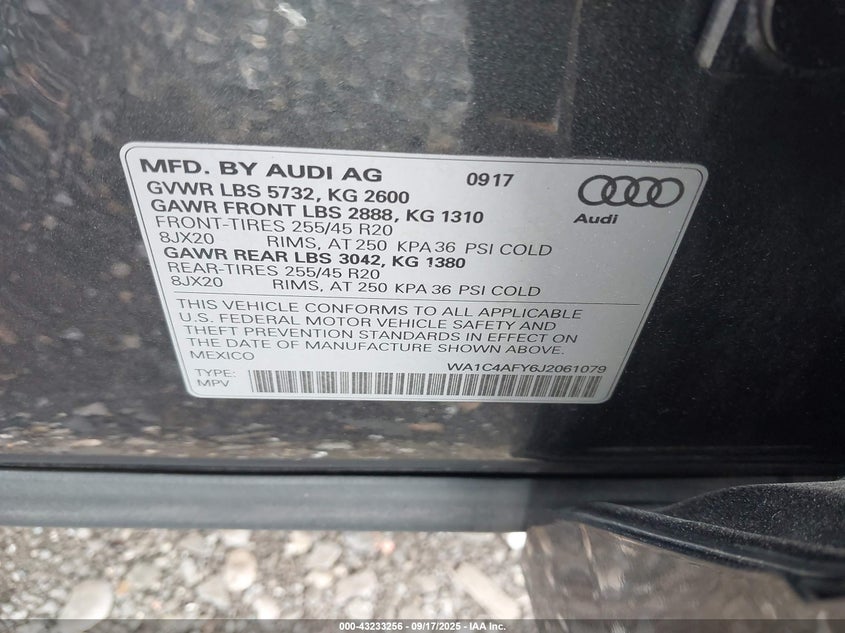 MFD. BY AUDI AG 0917
Audi
GVWR LBS 5732, KG 2600
GAWR FRONT LBS 2888, KG 1310
FRONT-TIRES 255/45 R20
8JX20 RIMS, AT 250 KPA 36 PSI COLD
GAWR REAR LBS 3042, KG 1380
REAR-TIRES 255/45 R20
8JX20 RIMS, AT 250 KPA 36 PSI COLD
THIS VEHICLE CONFORMS TO ALL APPLICABLE
U.S. FEDERAL MOTOR VEHICLE SAFETY AND
THEFT PREVENTION STANDARDS IN EFFECT ON
THE DATE OF MANUFACTURE SHOWN ABOVE.
MEXICO
WA1C4AFY6J2061079
TYPE:
MPV
000-43233256 - 09/17/2025 - IAAI.COM